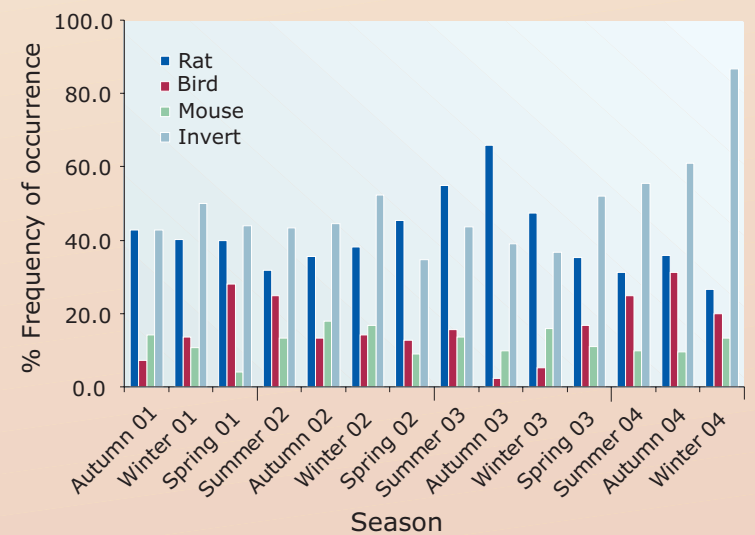 % Frequency of occurrence
100.0
80.0
60.0
40.0
20.0
0.0
Rat
Bird
Mouse
Invert
Autumn 01
Winter 01
Spring 01
Summer 02
Autumn 02
Winter 02
Spring 02
Summer 03
Autumn 03
Winter 03
Spring 03
Summer 04
Autumn 04
Winter 04
Season